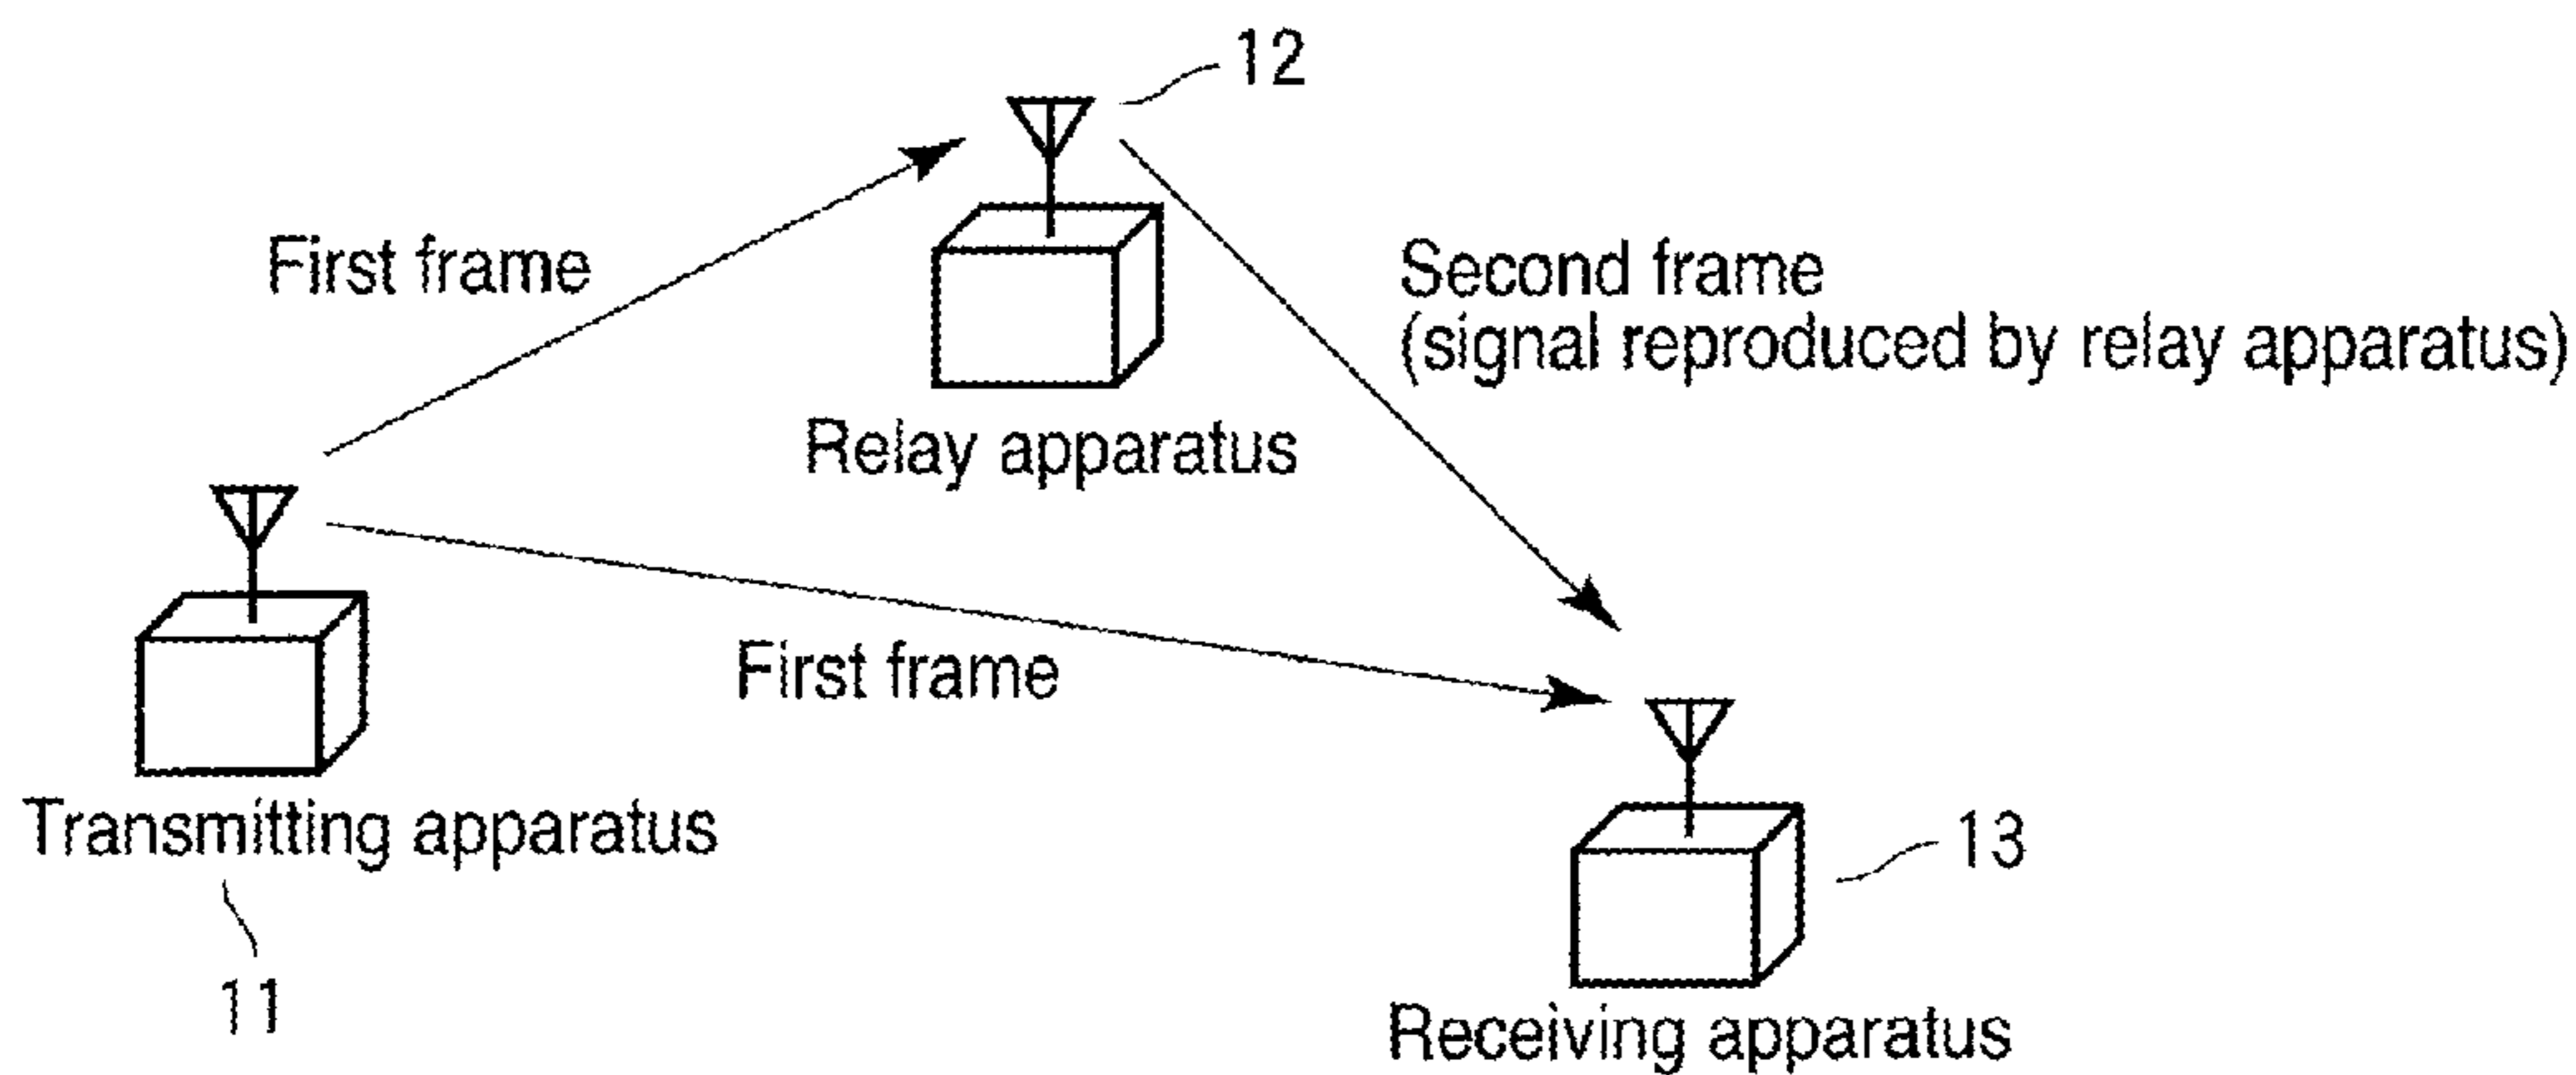 12
First frame
Second frame
(signal reproduced by relay apparatus)
Relay apparatus
First frame
Transmitting apparatus
13
11
Receiving apparatus